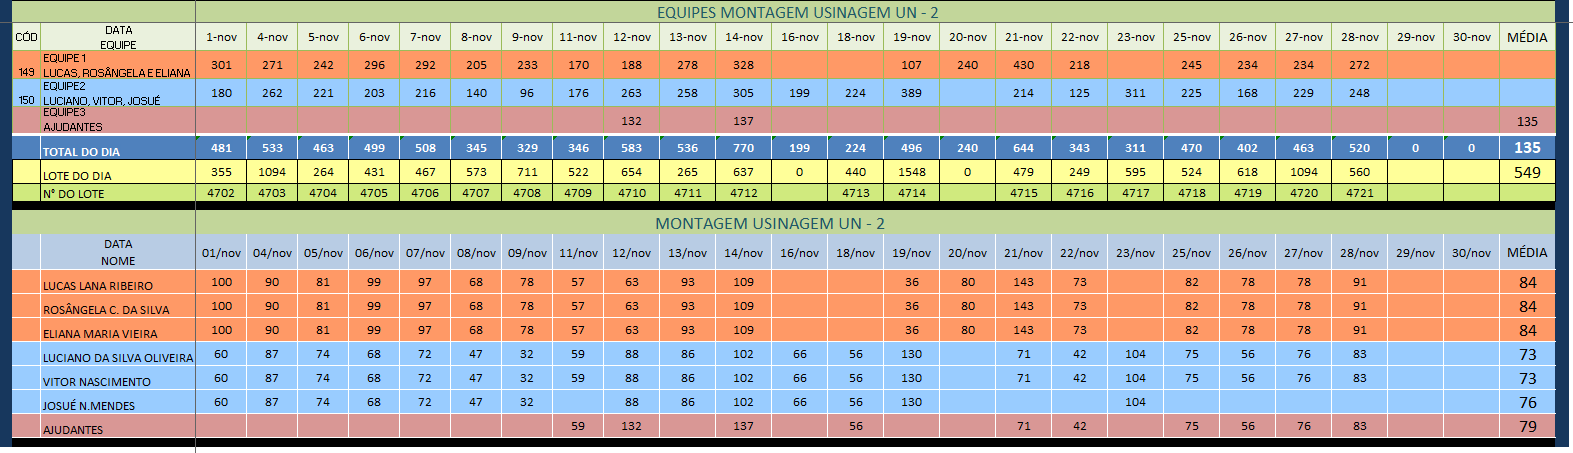 EQUIPES MONTAGEM USINAGEM UN - 2
CÓD DATA EQUIPE 1-nov 4-nov 5-nov 6-nov 7-nov 8-nov 9-nov 11-nov 12-nov 13-nov 14-nov 16-nov 18-nov 19-nov 20-nov 21-nov 22-nov 23-nov 25-nov 26-nov 27-nov 28-nov 29-nov 30-nov MÉDIA
149 EQUIPE 1 LUCAS, ROSÂNGELA E ELIANA 301 271 242 296 292 205 233 170 188 278 328 107 240 430 218 245 234 234 272
150 EQUIPE2 LUCIANO, VITOR, JOSUÉ 180 262 221 203 216 140 96 176 263 258 305 199 224 389 214 125 311 225 168 229 248
EQUIPE3 AJUDANTES 132 137 135
TOTAL DO DIA 481 533 463 499 508 345 329 346 583 536 770 199 224 496 240 644 343 311 470 402 463 520 0 0 135
LOTE DO DIA 355 1094 264 431 467 573 711 522 654 265 637 0 440 1548 0 479 249 595 524 618 1094 560 549
N° DO LOTE 4702 4703 4704 4705 4706 4707 4708 4709 4710 4711 4712 4713 4714 4715 4716 4717 4718 4719 4720 4721
MONTAGEM USINAGEM UN - 2
DATA NOME 01/nov 04/nov 05/nov 06/nov 07/nov 08/nov 09/nov 11/nov 12/nov 13/nov 14/nov 16/nov 18/nov 19/nov 20/nov 21/nov 22/nov 23/nov 25/nov 26/nov 27/nov 28/nov 29/nov 30/nov MÉDIA
LUCAS LANA RIBEIRO 100 90 81 99 97 68 78 57 63 93 109 36 80 143 73 82 78 78 91 84
ROSÂNGELA C. DA SILVA 100 90 81 99 97 68 78 57 63 93 109 36 80 143 73 82 78 78 91 84
ELIANA MARIA VIEIRA 100 90 81 99 97 68 78 57 63 93 109 36 80 143 73 82 78 78 91 84
LUCIANO DA SILVA OLIVEIRA 60 87 74 68 72 47 32 59 88 86 102 66 56 130 71 42 104 75 56 76 83 73
VITOR NASCIMENTO 60 87 74 68 72 47 32 59 88 86 102 66 56 130 71 42 104 75 56 76 83 73
JOSUÉ N.MENDES 60 87 74 68 72 47 32 88 86 102 66 56 130 104 76
AJUDANTES 59 132 137 56 71 42 75 56 76 83 79